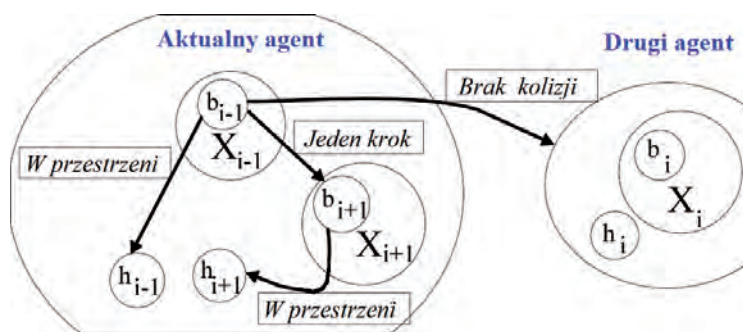 Aktualny agent
Drugi agent
Brak kolizji
b i-1
X i-1
Jeden krok
W przestrzeni
b i
X i
b i+1
X i+1
h i
h i-1
h i+1
W przestrzeni